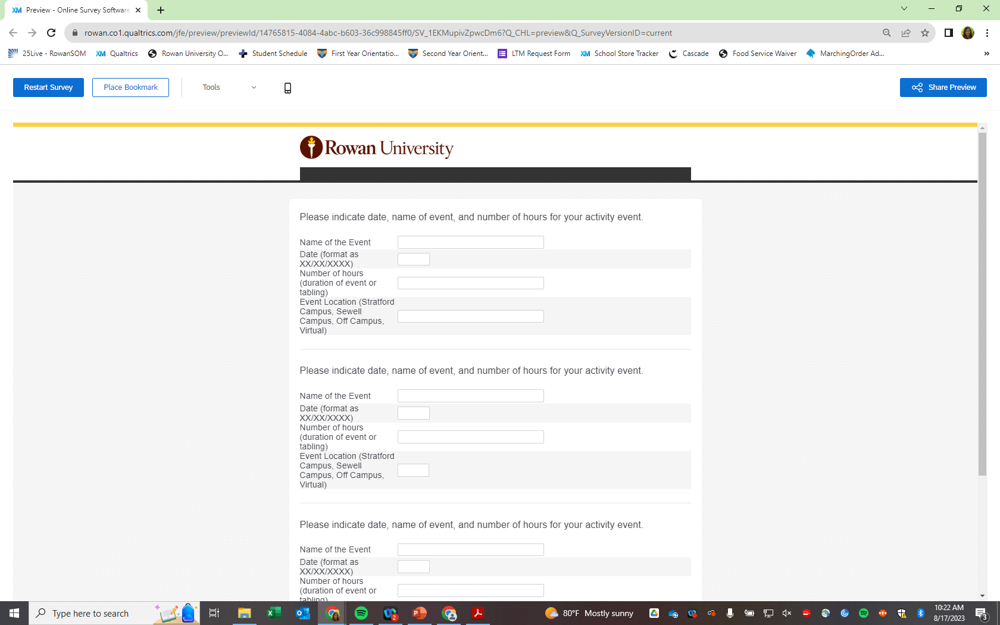 Preview - Online Survey Software
rowan.co1.qualtrics.com/jfe/preview/previewId/14765815-4084-4abc-b603-36c998845ff0/SV_1EKMupivZpwcDm6?Q_CHL=preview&Q_SurveyVersionID=current
25Live - RowanSOM XM Qualtrics Rowan University O... Student Schedule First Year Orientatio... Second Year Orient... LTM Request Form XM School Store Tracker Cascade Food Service Waiver MarchingOrder Ad... »
Restart Survey Place Bookmark Tools Share Preview
Rowan University
Please indicate date, name of event, and number of hours for your activity event.
Name of the Event
Date (format as
XX/XX/XXXX)
Number of hours
(duration of event or
tabling)
Event Location (Stratford
Campus, Sewell
Campus, Off Campus,
Virtual)
Please indicate date, name of event, and number of hours for your activity event.
Name of the Event
Date (format as
XX/XX/XXXX)
Number of hours
(duration of event or
tabling)
Event Location (Stratford
Campus, Sewell
Campus, Off Campus,
Virtual)
Please indicate date, name of event, and number of hours for your activity event.
Name of the Event
Date (format as
XX/XX/XXXX)
Number of hours
(duration of event or
tabling)
Type here to search 80°F Mostly sunny 10:22 AM
8/17/2023